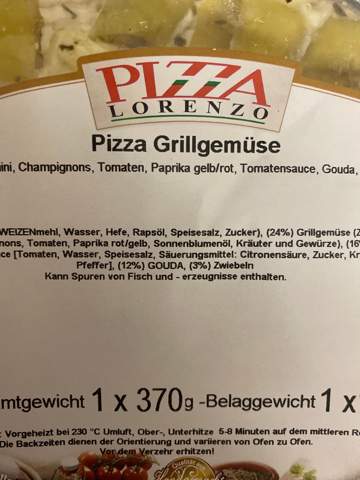 PIZZA
LORENZO
Pizza Grillgemüse
ini, Champignons, Tomaten, Paprika gelb/rot, Tomatensauce, Gouda,
WEIZENmehl, Wasser, Hefe, Rapsöl, Speisesalz, Zucker), (24%) Grillgemüse (Z
nons, Tomaten, Paprika rot/gelb, Sonnenblumenöl, Kräuter und Gewürze), (16
ce [Tomaten, Wasser, Speisesalz, Säuerungsmittel: Citronensäure, Zucker, Kr
Pfeffer], (12%) GOUDA, (3%) Zwiebeln
Kann Spuren von Fisch und - erzeugnisse enthalten.
mtgewicht 1 x 370g -Belaggewicht 1 x
: Vorgeheizt bei 230 °C Umluft, Ober-, Unterhitze 5-8 Minuten auf dem mittleren R
Die Backzeiten dienen der Orientierung und variieren von Ofen zu Ofen.
Vor dem Verzehr erhitzen!